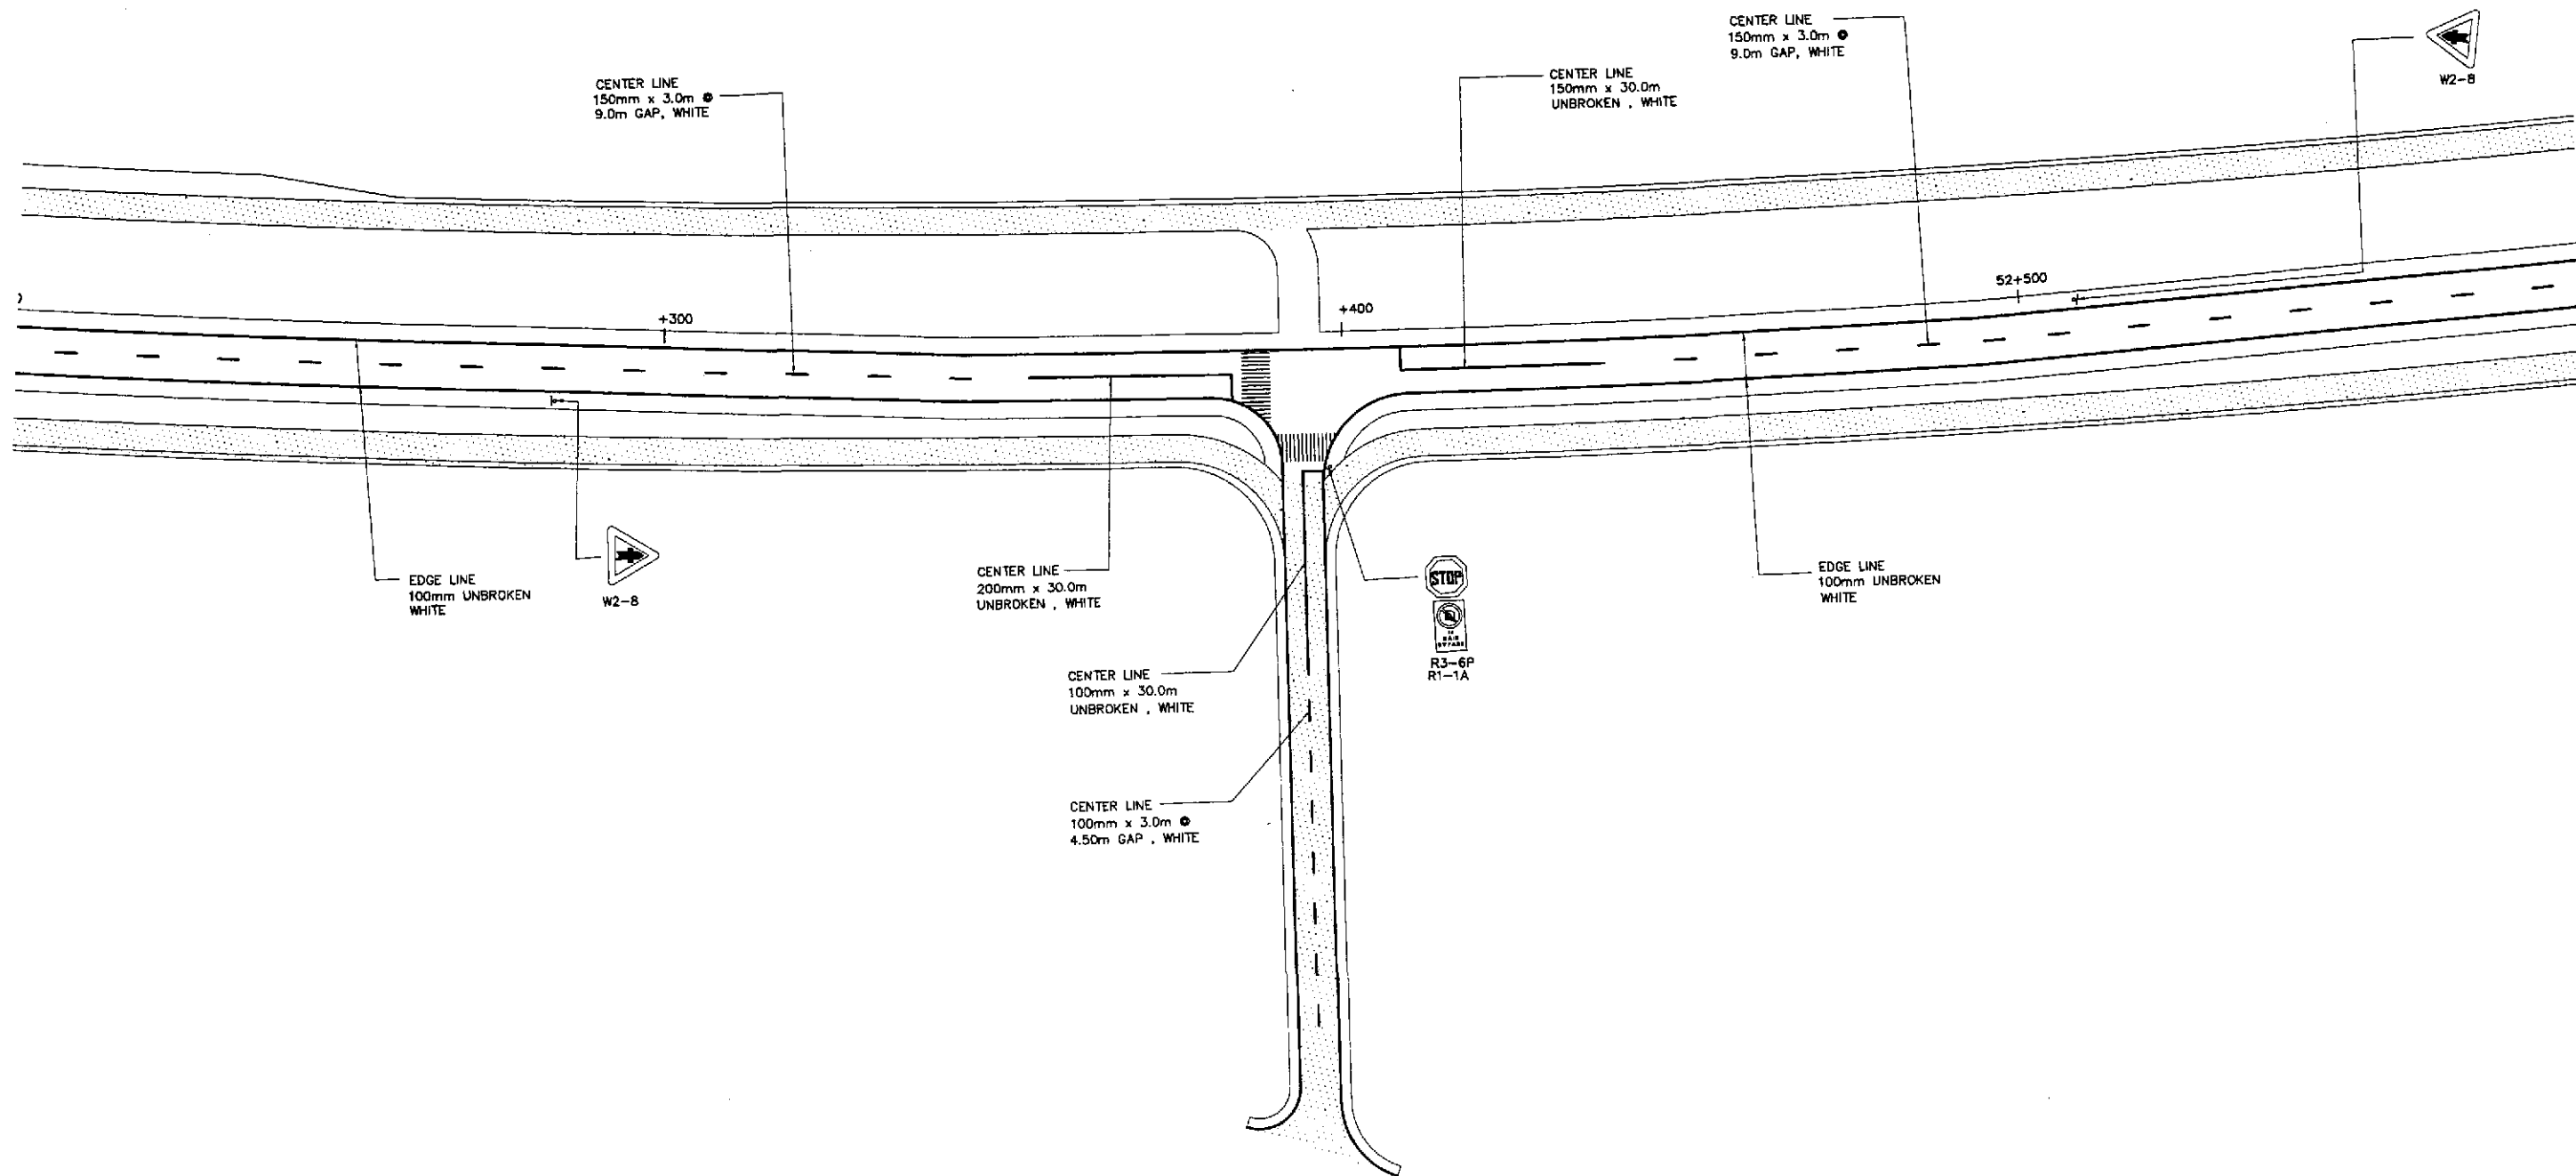 CENTER LINE
150mm x 3.0m @
9.0m GAP, WHITE
CENTER LINE
150mm x 30.0m
UNBROKEN , WHITE
CENTER LINE
150mm x 3.0m @
9.0m GAP, WHITE
W2-8
+300
+400
52+500
EDGE LINE
100mm UNBROKEN
WHITE
W2-8
CENTER LINE
200mm x 30.0m
UNBROKEN , WHITE
STOP
R3-6P
R1-1A
EDGE LINE
100mm UNBROKEN
WHITE
CENTER LINE
100mm x 30.0m
UNBROKEN , WHITE
CENTER LINE
100mm x 3.0m @
4.50m GAP , WHITE